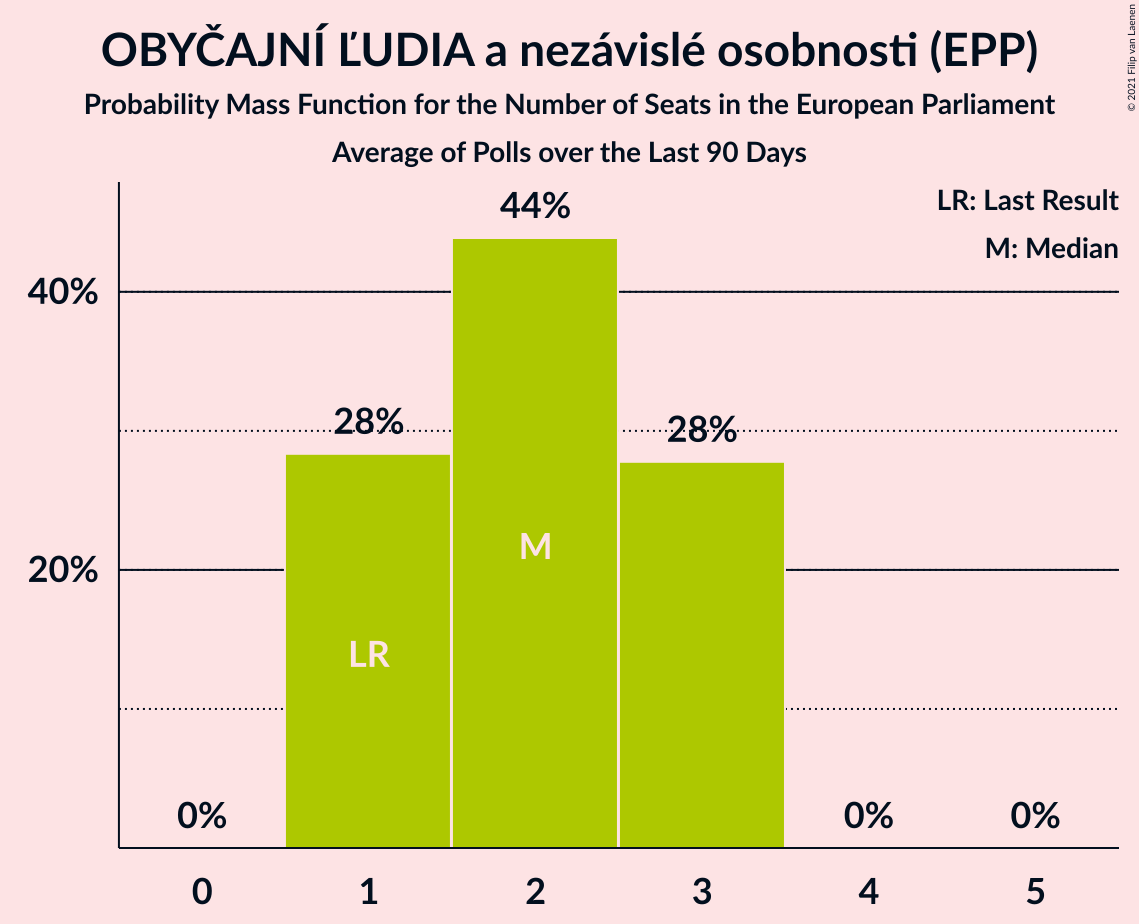 OBYČAJNÍ ĽUDIA a nezávislé osobnosti (EPP)
Probability Mass Function for the Number of Seats in the European Parliament
Average of Polls over the Last 90 Days
© 2021 Filip van Laenen
LR: Last Result
M: Median
44%
40%
28%
28%
M
20%
LR
0%
0%
0%
0
1
2
3
4
5